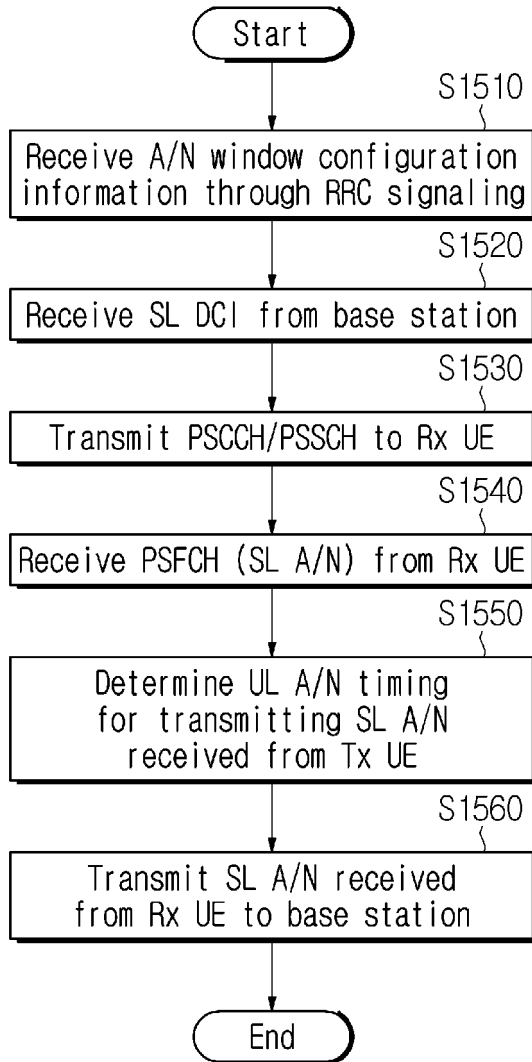 Start
S1510
Receive A/N window configuration
information through RRC signaling
S1520
Receive SL DCI from base station
S1530
Transmit PSCCH/PSSCH to Rx UE
S1540
Receive PSFCH (SL A/N) from Rx UE
S1550
Determine UL A/N timing
for transmitting SL A/N
received from Tx UE
S1560
Transmit SL A/N received
from Rx UE to base station
End